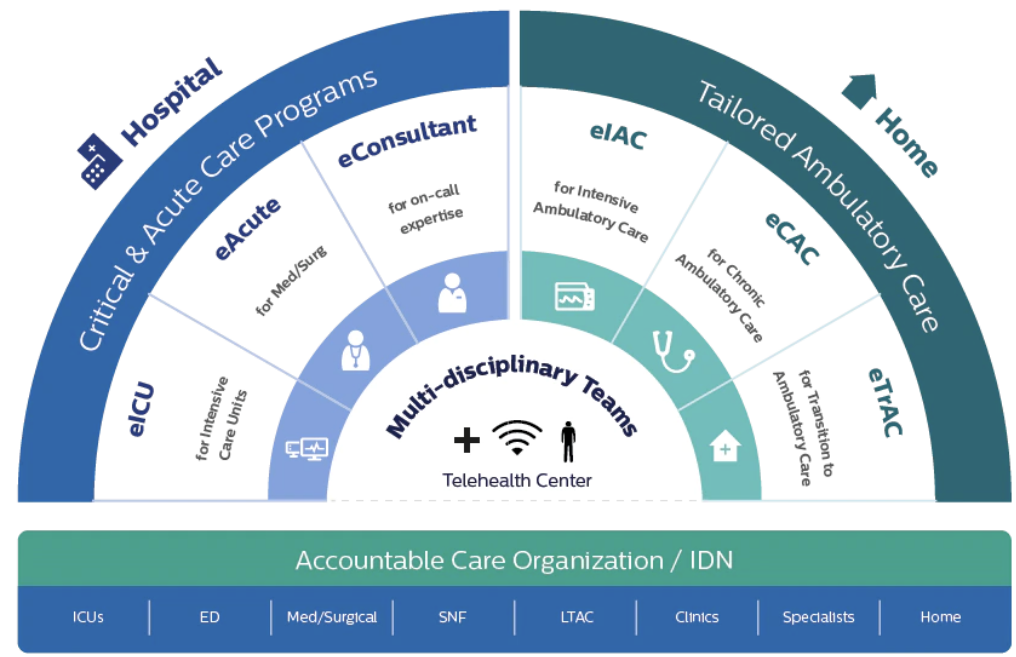 Hospital
Critical & Acute Care Programs
eICU
for Intensive
Care Units
eAcute
for Med/Surg
eConsultant
for on-call
expertise
Home
Tailored Ambulatory Care
eIAC
for Intensive
Ambulatory Care
eCAC
for Chronic
Ambulatory Care
eTrAC
for Transition to
Ambulatory Care
Multi-disciplinary Teams
Telehealth Center
Accountable Care Organization / IDN
ICUs
ED
Med/Surgical
SNF
LTAC
Clinics
Specialists
Home